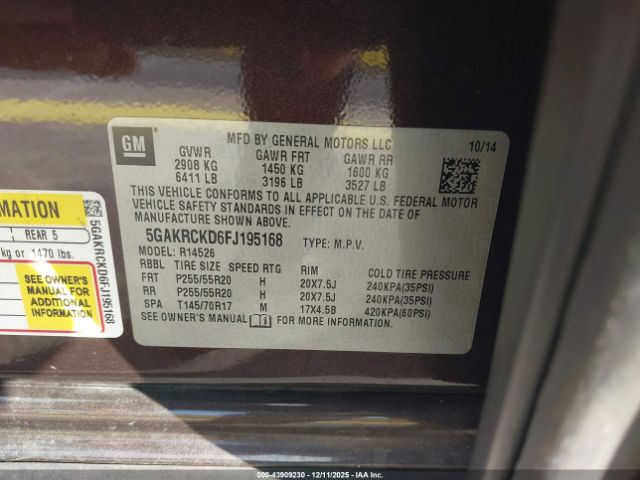 GM
MFD BY GENERAL MOTORS LLC
10/14
GVWR GAWR FRT GAWR RR
2908 KG 1450 KG 1600 KG
6411 LB 3196 LB 3527 LB
THIS VEHICLE CONFORMS TO ALL APPLICABLE U.S. FEDERAL MOTOR
VEHICLE SAFETY STANDARDS IN EFFECT ON THE DATE OF
MANUFACTURE SHOWN ABOVE.
5GAKRCKD6FJ195168 TYPE: M.P.V.
MODEL: R14526
RBBL TIRE SIZE SPEED RTG RIM COLD TIRE PRESSURE
FRT P255/55R20 H 20X7.5J 240KPA(35PSI)
RR P255/55R20 H 20X7.5J 240KPA(35PSI)
SPA T145/70R17 M 17X4.5B 420KPA(60PSI)
SEE OWNER'S MANUAL FOR MORE INFORMATION.
REAR 5
kg or 1470 lbs.
SEE OWNER'S
MANUAL FOR
ADDITIONAL
INFORMATION
5GAKRCKD6FJ195168
000-43909230 - 12/11/2025 - IAAI, Inc.